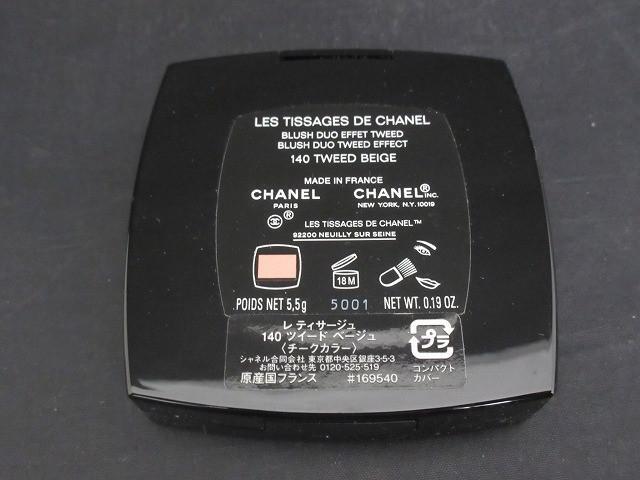 LES TISSAGES DE CHANEL
BLUSH DUO EFFET TWEED
BLUSH DUO TWEED EFFECT
140 TWEED BEIGE
MADE IN FRANCE
CHANEL CHANEL® INC.
PARIS NEW YORK, N.Y. 10019
®
LES TISSAGES DE CHANEL™
92200 NEUILLY SUR SEINE
18 M
POIDS NET 5,5g 5001 NET WT. 0.19 OZ.
レ ティサージュ
140 ツイード ベージュ
〈チークカラー〉
シャネル合同会社 東京都中央区銀座3-5-3
お問い合わせ先 0120-525-519
原産国フランス #169540
プラ
コンパクト
カバー